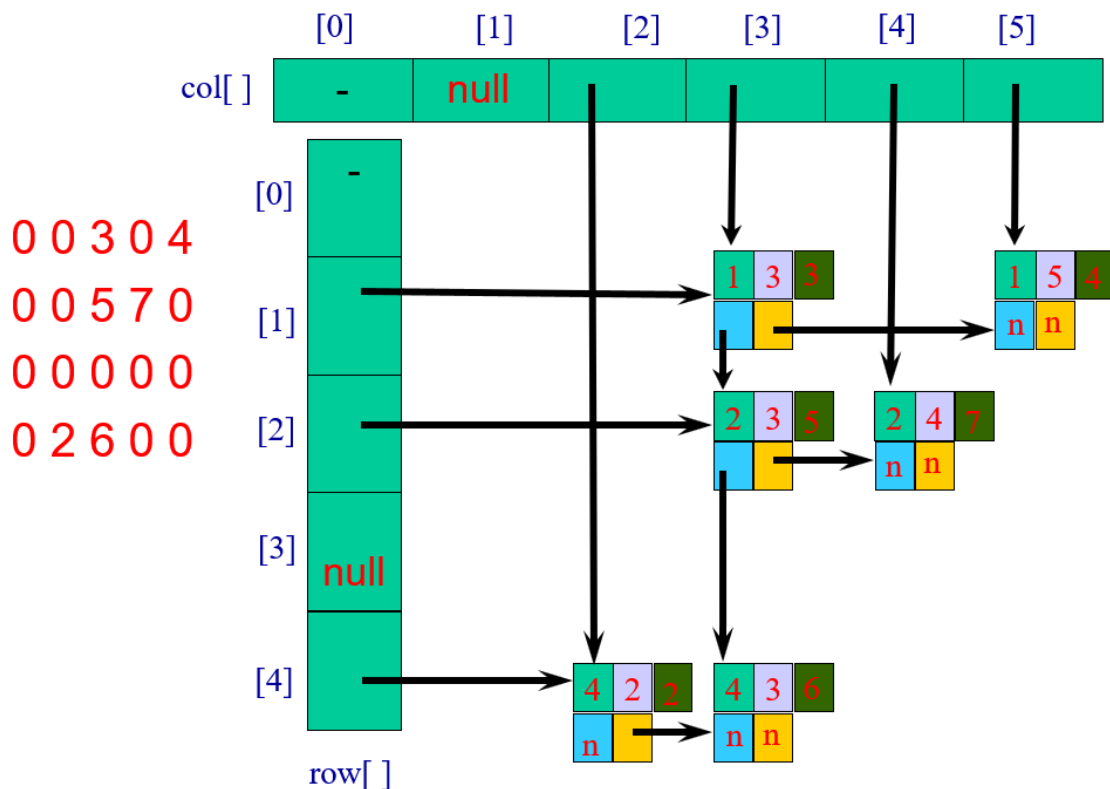 [0] [1] [2] [3] [4] [5]
col[ ] - null
-
[0]
0 0 3 0 4
1 3 3 1 5 4
0 0 5 7 0
[1]
n n
0 0 0 0 0
2 3 5 2 4 7
[2]
0 2 6 0 0
n n
[3]
null
[4]
4 2 2 4 3 6
n n n
row[ ]